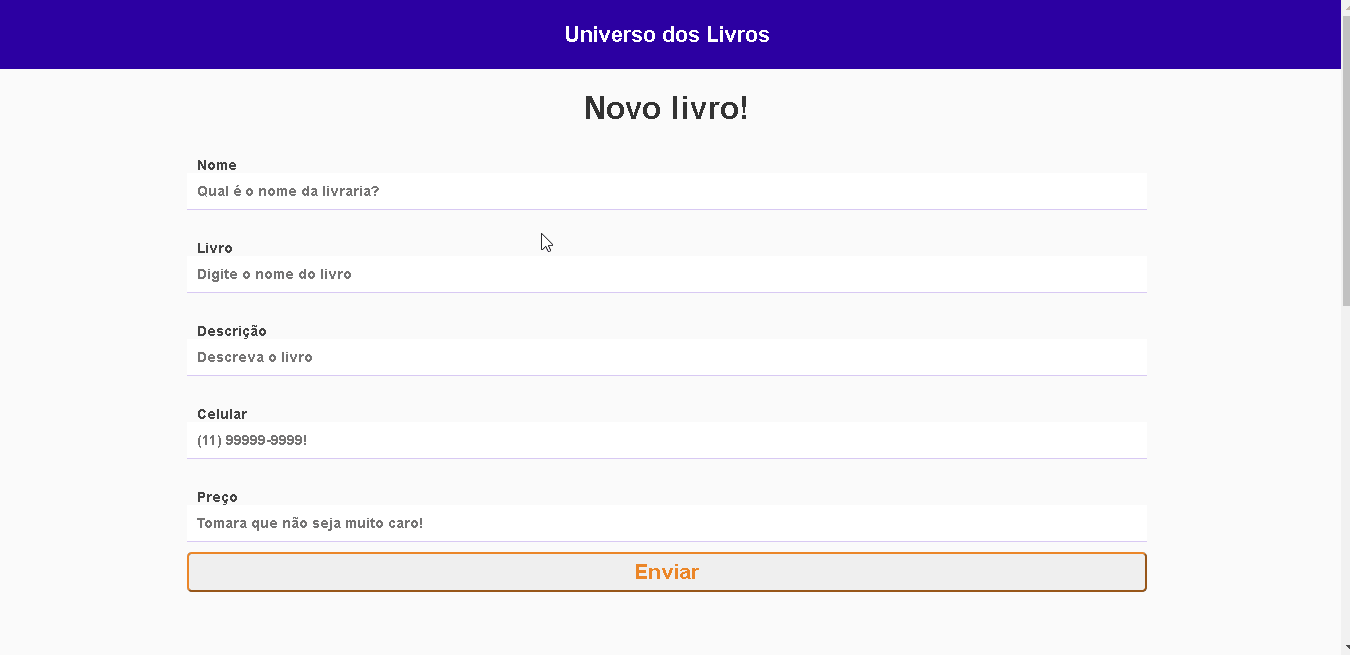 Universo dos Livros
Novo livro!
Nome
Qual é o nome da livraria?
Livro
Digite o nome do livro
Descrição
Descreva o livro
Celular
(11) 99999-9999!
Preço
Tomara que não seja muito caro!
Enviar